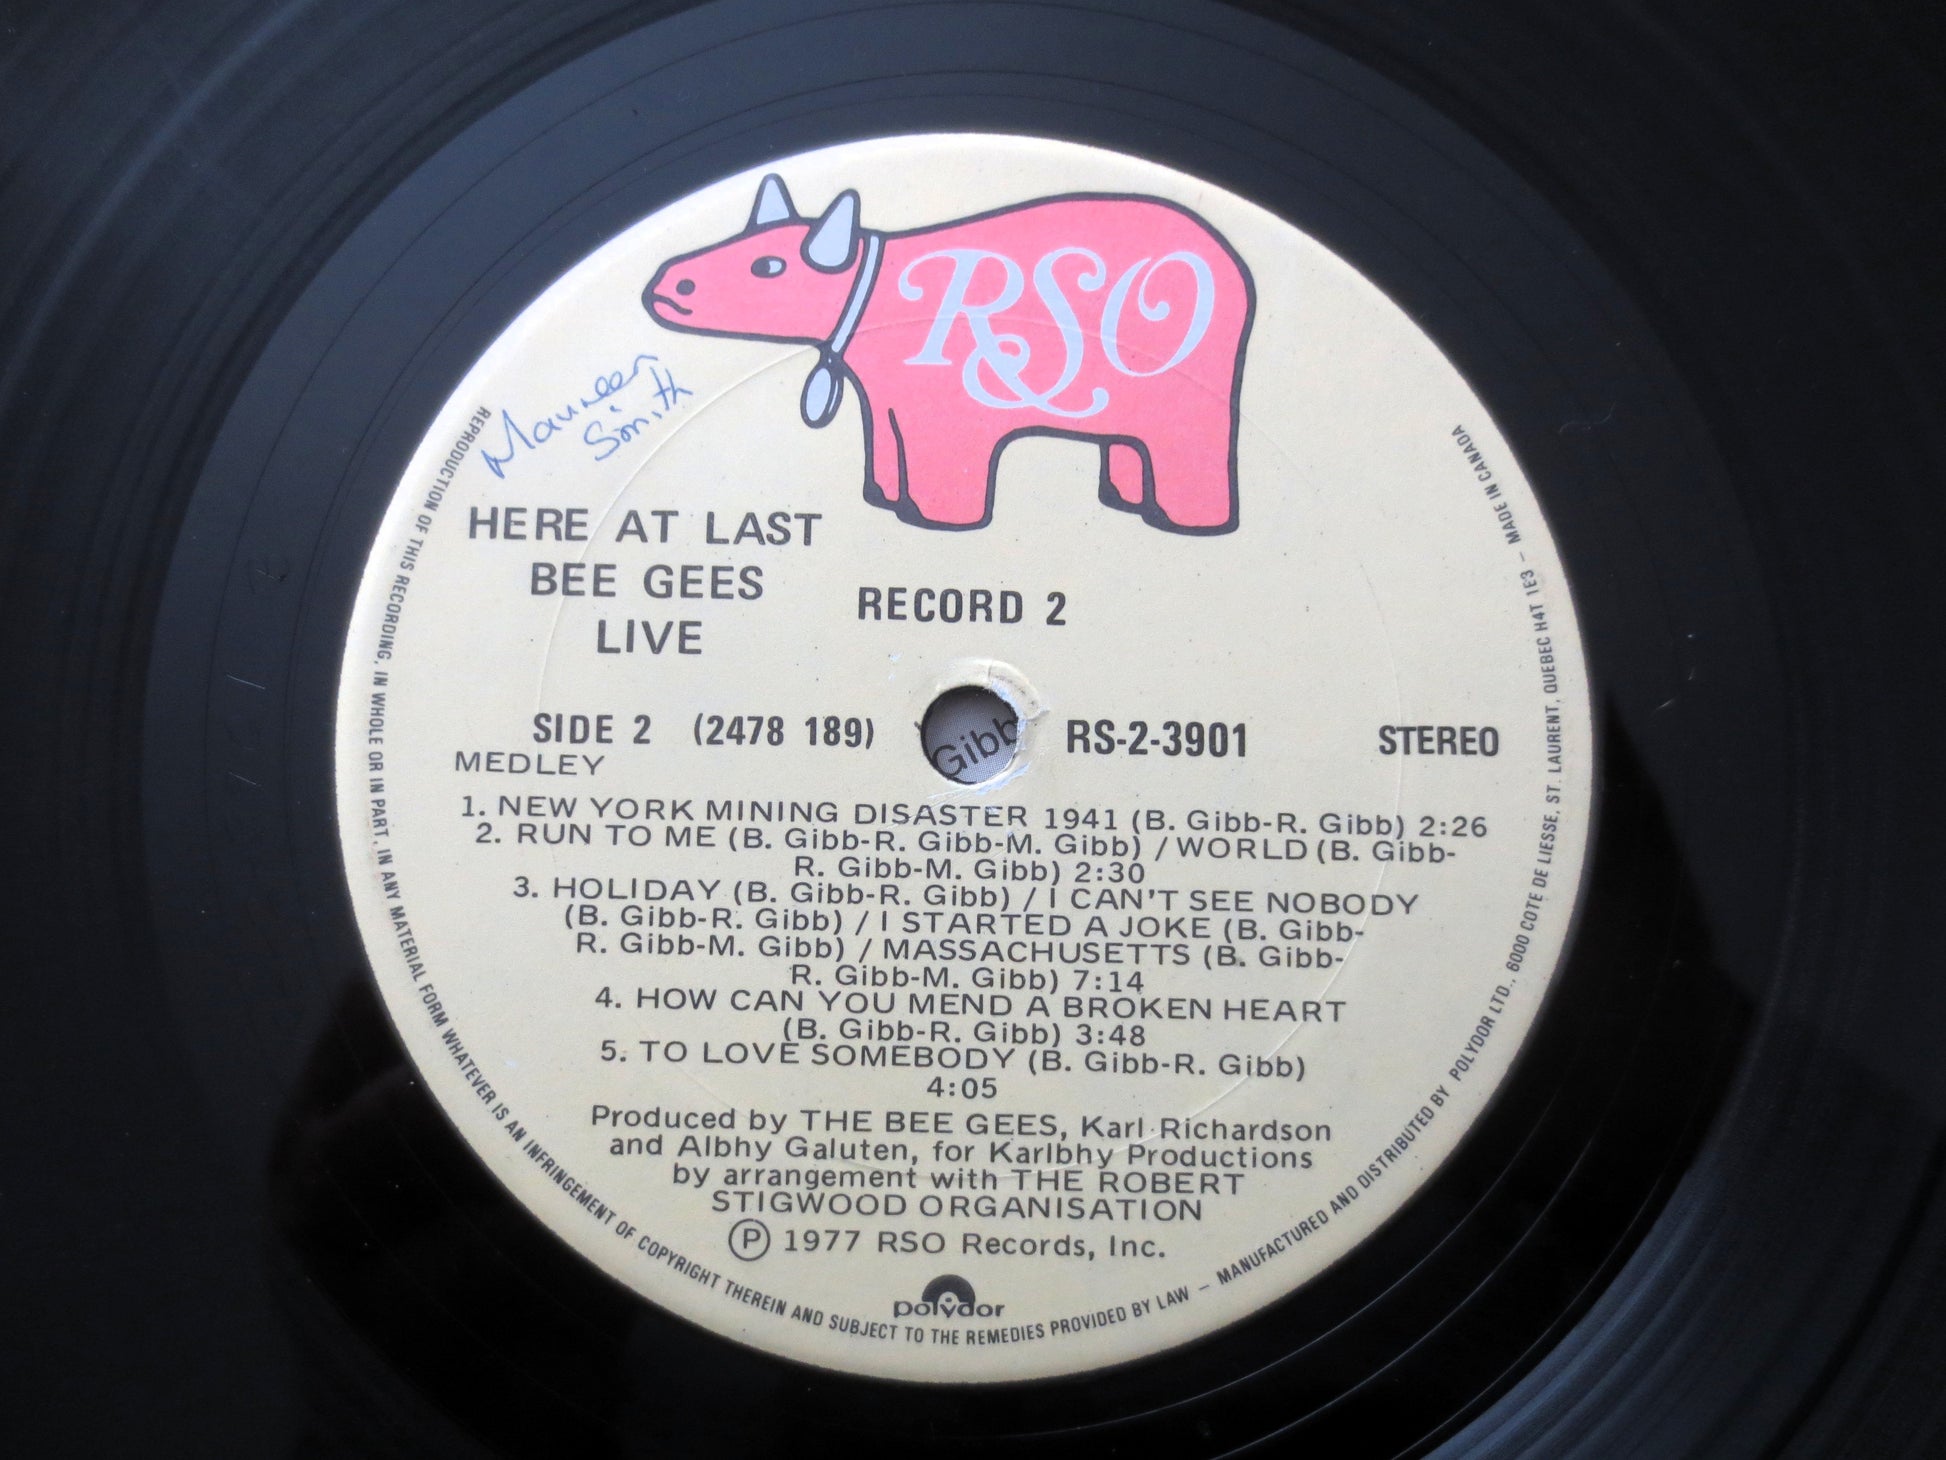 RSO
Maureen
Smith
HERE AT LAST
BEE GEES
LIVE
RECORD 2
SIDE 2 (2478 189)
RS-2-3901
STEREO
Gibb
MEDLEY
1. NEW YORK MINING DISASTER 1941 (B. Gibb-R. Gibb) 2:26
2. RUN TO ME (B. Gibb-R. Gibb-M. Gibb) / WORLD (B. Gibb-
R. Gibb-M. Gibb) 2:30
3. HOLIDAY (B. Gibb-R. Gibb) / I CAN'T SEE NOBODY
(B. Gibb-R. Gibb) / I STARTED A JOKE (B. Gibb-
R. Gibb-M. Gibb) / MASSACHUSETTS (B. Gibb-
R. Gibb-M. Gibb) 7:14
4. HOW CAN YOU MEND A BROKEN HEART
(B. Gibb-R. Gibb) 3:48
5. TO LOVE SOMEBODY (B. Gibb-R. Gibb)
4:05
Produced by THE BEE GEES, Karl Richardson
and Albhy Galuten, for Karlbhy Productions
by arrangement with THE ROBERT
STIGWOOD ORGANISATION
Ⓟ 1977 RSO Records, Inc.
polydor
REPRODUCTION OF THIS RECORDING, IN WHOLE OR IN PART, IN ANY MATERIAL FORM WHATEVER IS AN INFRINGEMENT OF COPYRIGHT THEREIN AND SUBJECT TO THE REMEDIES PROVIDED BY LAW – MANUFACTURED AND DISTRIBUTED BY POLYDOR LTD., 6000 COTE DE LIESSE, ST. LAURENT, QUEBEC H4T 1E3 – MADE IN CANADA